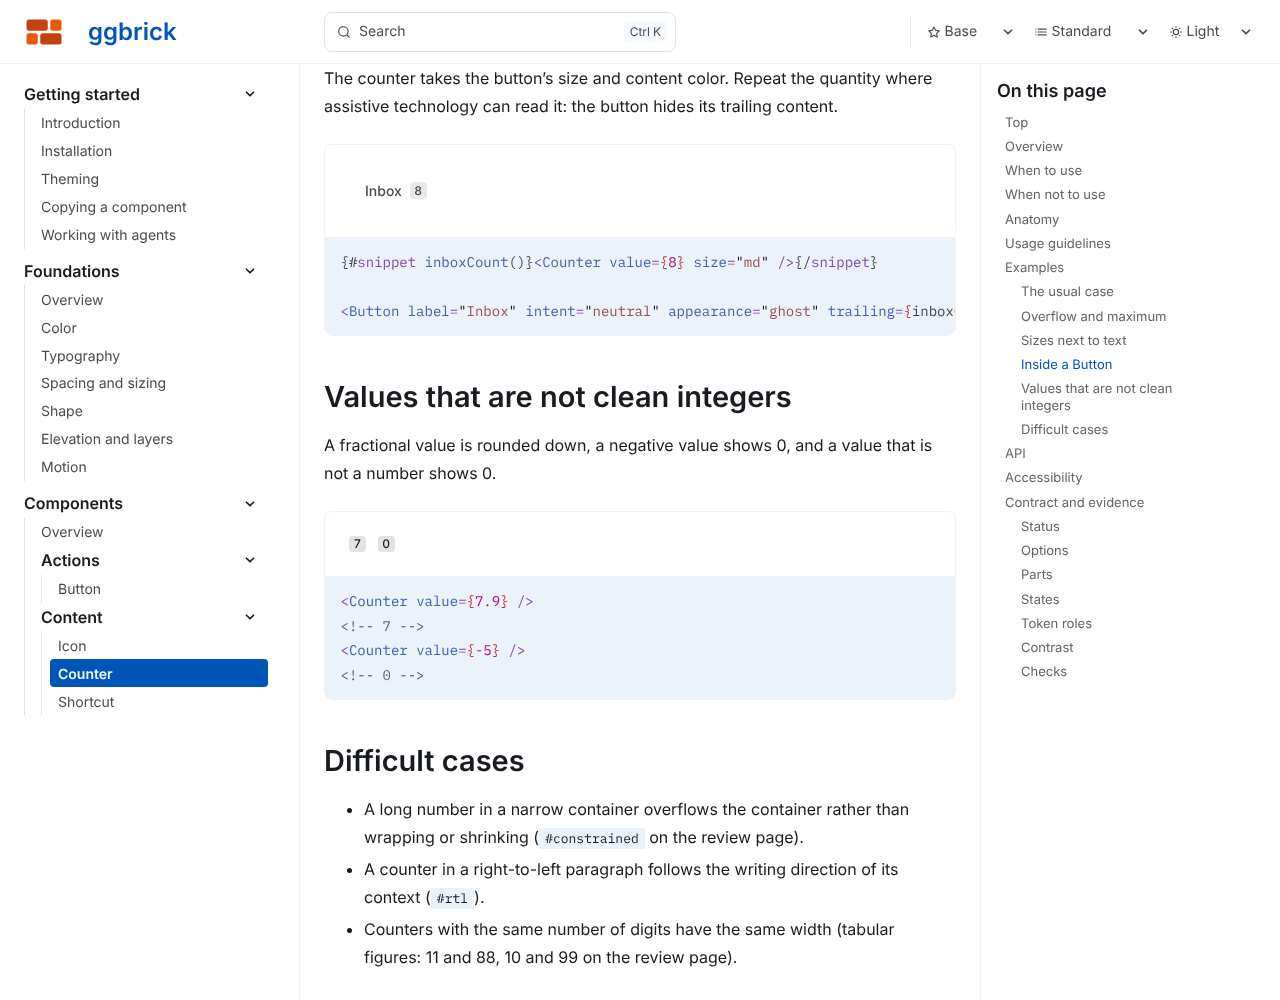 ggbrick
Search
Ctrl K
Base
Standard
Light
Getting started
Introduction
Installation
Theming
Copying a component
Working with agents
Foundations
Overview
Color
Typography
Spacing and sizing
Shape
Elevation and layers
Motion
Components
Overview
Actions
Button
Content
Icon
Counter
Shortcut
The counter takes the button’s size and content color. Repeat the quantity where
assistive technology can read it: the button hides its trailing content.
Inbox 8
{#snippet inboxCount()}<Counter value={8} size="md" />{/snippet}
<Button label="Inbox" intent="neutral" appearance="ghost" trailing={inbox
Values that are not clean integers
A fractional value is rounded down, a negative value shows 0, and a value that is
not a number shows 0.
7 0
<Counter value={7.9} />
<!-- 7 -->
<Counter value={-5} />
<!-- 0 -->
Difficult cases
• A long number in a narrow container overflows the container rather than
wrapping or shrinking (#constrained on the review page).
• A counter in a right-to-left paragraph follows the writing direction of its
context (#rtl).
• Counters with the same number of digits have the same width (tabular
figures: 11 and 88, 10 and 99 on the review page).
On this page
Top
Overview
When to use
When not to use
Anatomy
Usage guidelines
Examples
The usual case
Overflow and maximum
Sizes next to text
Inside a Button
Values that are not clean
integers
Difficult cases
API
Accessibility
Contract and evidence
Status
Options
Parts
States
Token roles
Contrast
Checks